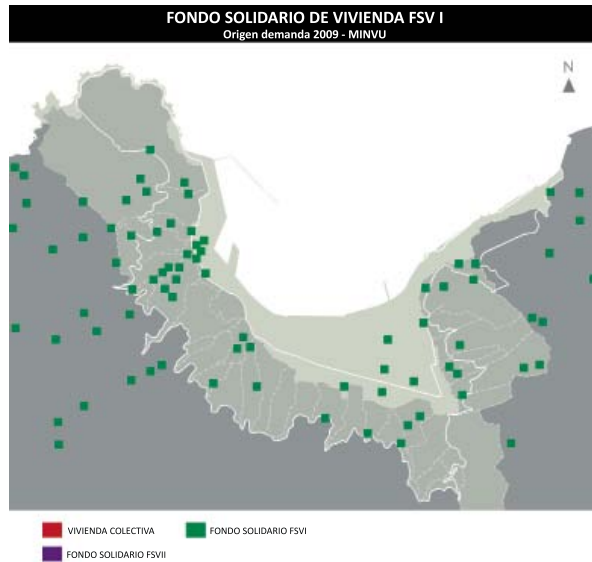 FONDO SOLIDARIO DE VIVIENDA FSV I
Origen demanda 2009 - MINVU
N
VIVIENDA COLECTIVA
FONDO SOLIDARIO FSVI
FONDO SOLIDARIO FSVII